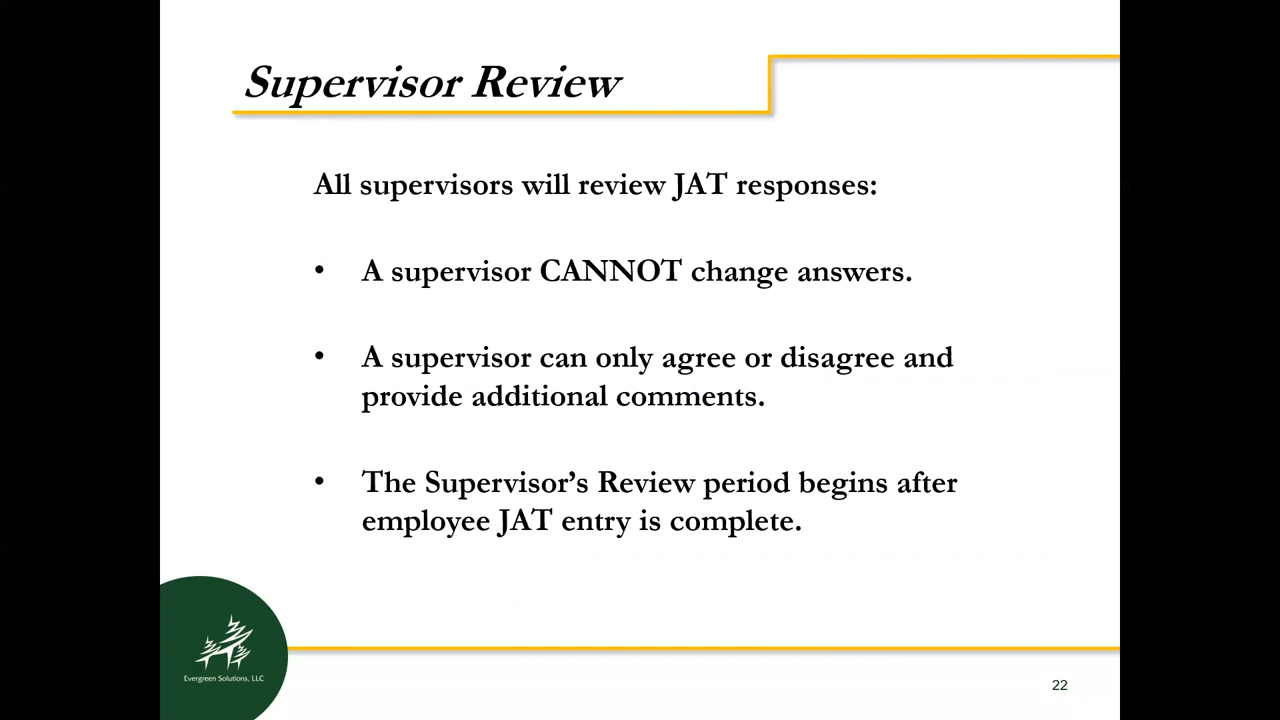 Supervisor Review
All supervisors will review JAT responses:
• A supervisor CANNOT change answers.
• A supervisor can only agree or disagree and
provide additional comments.
• The Supervisor’s Review period begins after
employee JAT entry is complete.
Evergreen Solutions, LLC
22